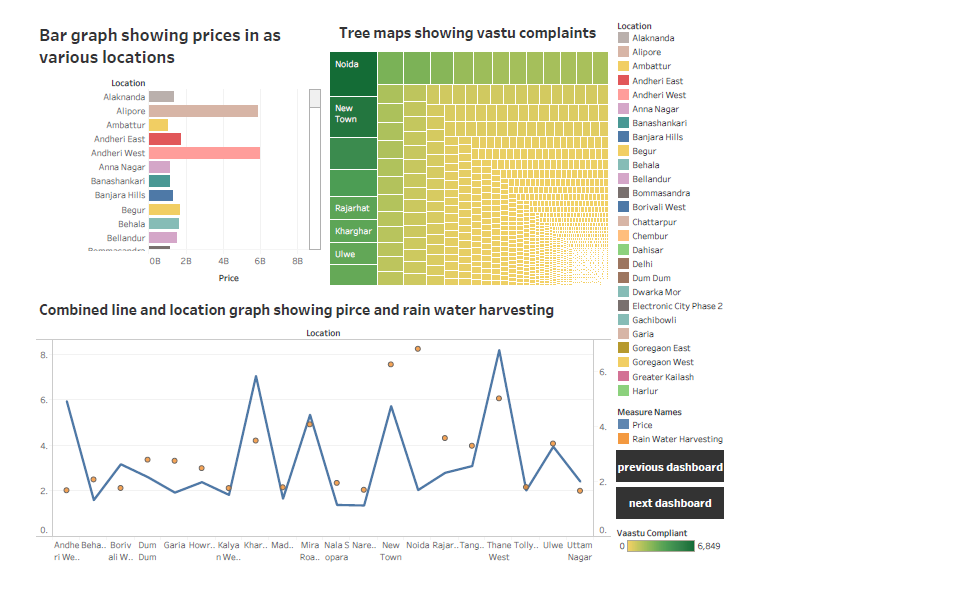 Bar graph showing prices in as
various locations
Location
Alaknanda
Alipore
Ambattur
Andheri East
Andheri West
Anna Nagar
Banashankari
Banjara Hills
Begur
Behala
Bellandur
Bommasandra
0B 2B 4B 6B 8B
Price
Tree maps showing vastu complaints
Noida
New
Town
Rajarhat
Kharghar
Ulwe
Combined line and location graph showing pirce and rain water harvesting
Location
8.
6.
4.
2.
0.
6.
4.
2.
0.
Andhe Beha.. Boriv Dum Garia Howr.. Kalya Khar.. Mad.. Mira Nala S Nare.. New Noida Rajar.. Tang.. Thane Tolly.. Ulwe Uttam
ri We.. ali W.. Dum n We.. Roa.. opara Town West Nagar
Location
Alaknanda
Alipore
Ambattur
Andheri East
Andheri West
Anna Nagar
Banashankari
Banjara Hills
Begur
Behala
Bellandur
Bommasandra
Borivali West
Chattarpur
Chembur
Dahisar
Delhi
Dum Dum
Dwarka Mor
Electronic City Phase 2
Gachibowli
Garia
Goregaon East
Goregaon West
Greater Kailash
Harlur
Measure Names
Price
Rain Water Harvesting
previous dashboard
next dashboard
Vaastu Compliant
0 6,849